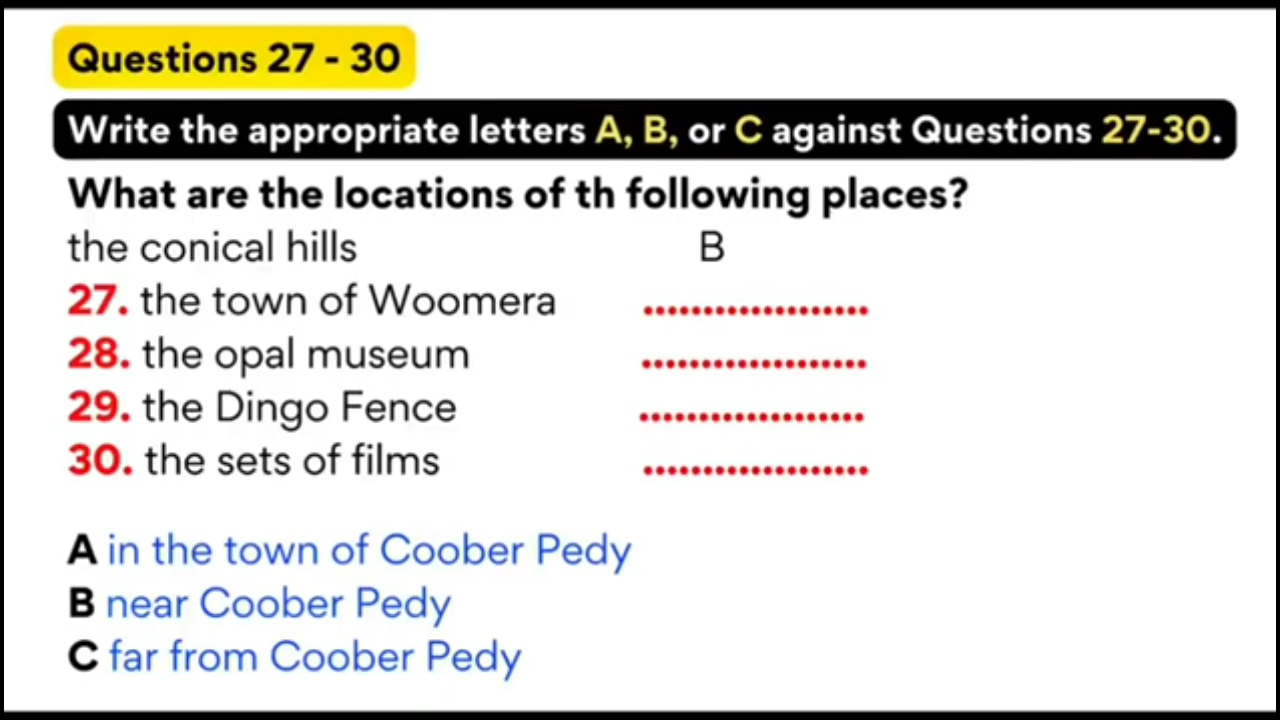 Questions 27 - 30
Write the appropriate letters A, B, or C against Questions 27-30.
What are the locations of th following places?
the conical hills B
27. the town of Woomera ...................
28. the opal museum ...................
29. the Dingo Fence ...................
30. the sets of films ...................
A in the town of Coober Pedy
B near Coober Pedy
C far from Coober Pedy